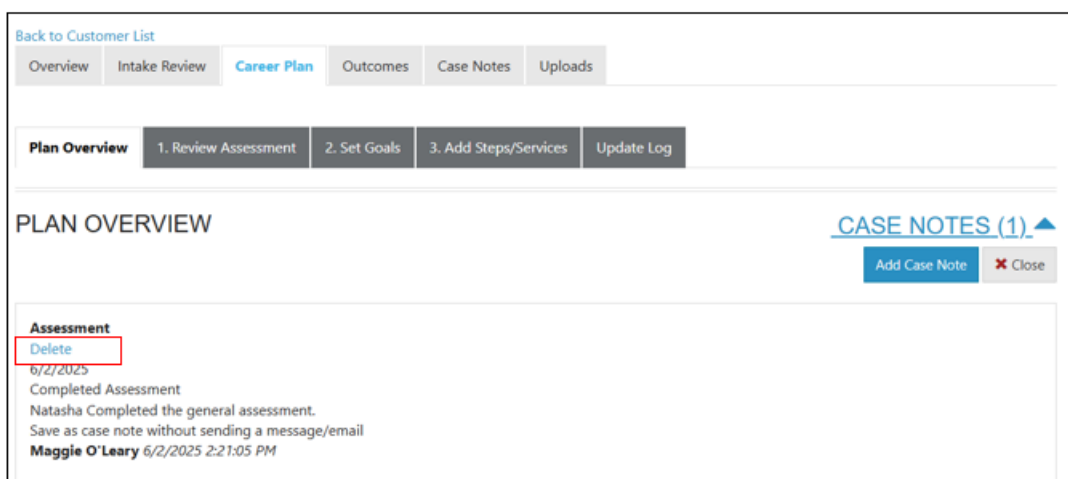 Back to Customer List
Overview Intake Review Career Plan Outcomes Case Notes Uploads
Plan Overview 1. Review Assessment 2. Set Goals 3. Add Steps/Services Update Log
PLAN OVERVIEW CASE NOTES (1)
Add Case Note Close
Assessment
Delete
6/2/2025
Completed Assessment
Natasha Completed the general assessment.
Save as case note without sending a message/email
Maggie O'Leary 6/2/2025 2:21:05 PM